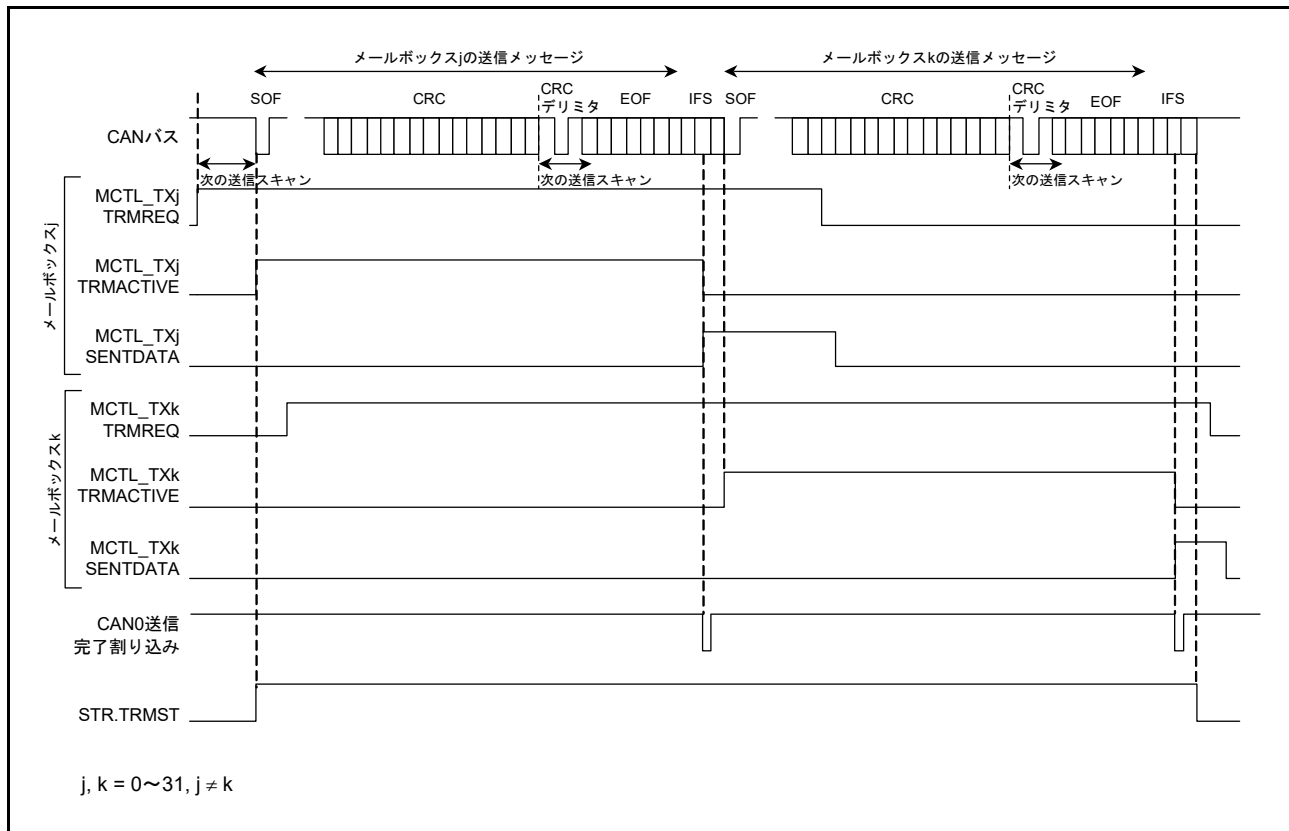 メールボックスjの送信メッセージ メールボックスkの送信メッセージ
SOF CRC CRC デリミタ EOF IFS SOF CRC CRC デリミタ EOF IFS
CANバス
次の送信スキャン 次の送信スキャン 次の送信スキャン
メールボックスj
MCTL_TXj
TRMREQ
MCTL_TXj
TRMACTIVE
MCTL_TXj
SENTDATA
メールボックスk
MCTL_TXk
TRMREQ
MCTL_TXk
TRMACTIVE
MCTL_TXk
SENTDATA
CAN0送信
完了割り込み
STR.TRMST
j, k = 0～31, j ≠ k